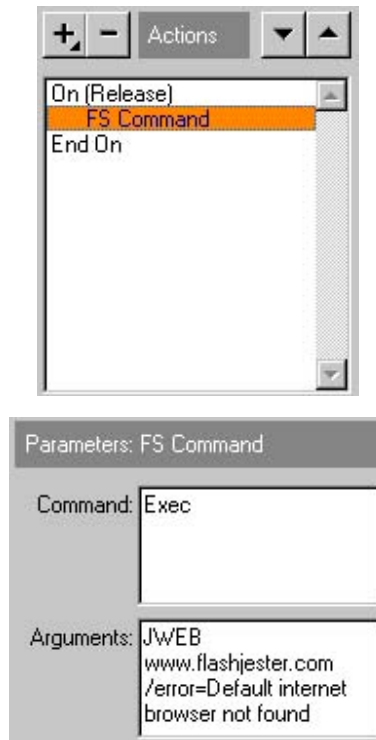 + - Actions
On (Release)
FS Command
End On
Parameters: FS Command
Command: Exec
Arguments: JWEB
www.flashjester.com
/error=Default internet
browser not found